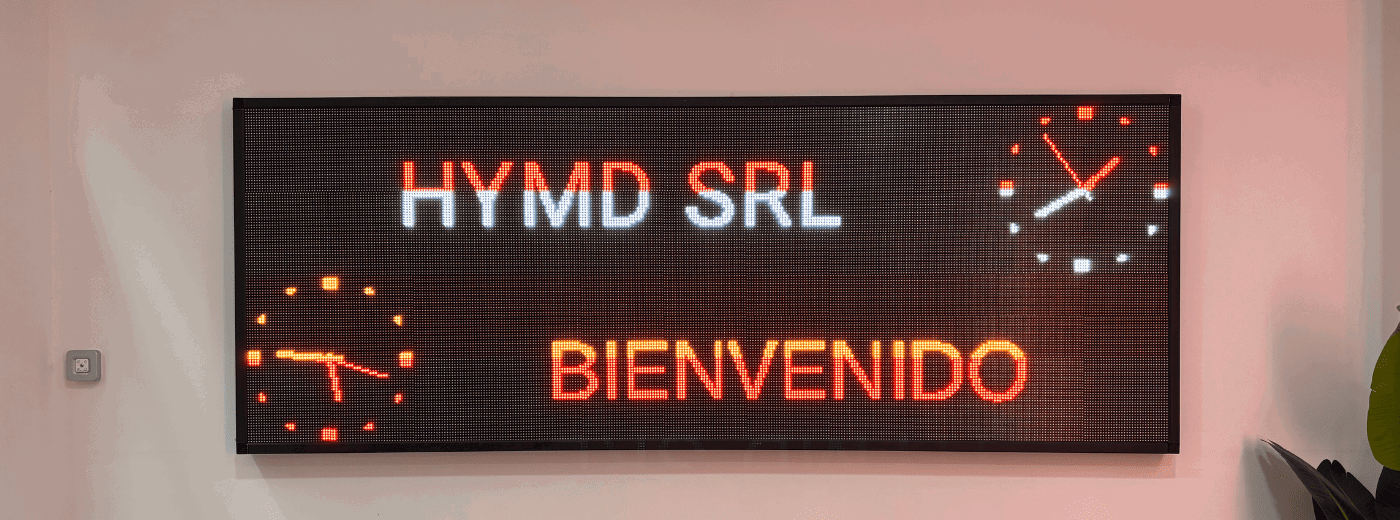 HYMD SRL
BIENVENIDO